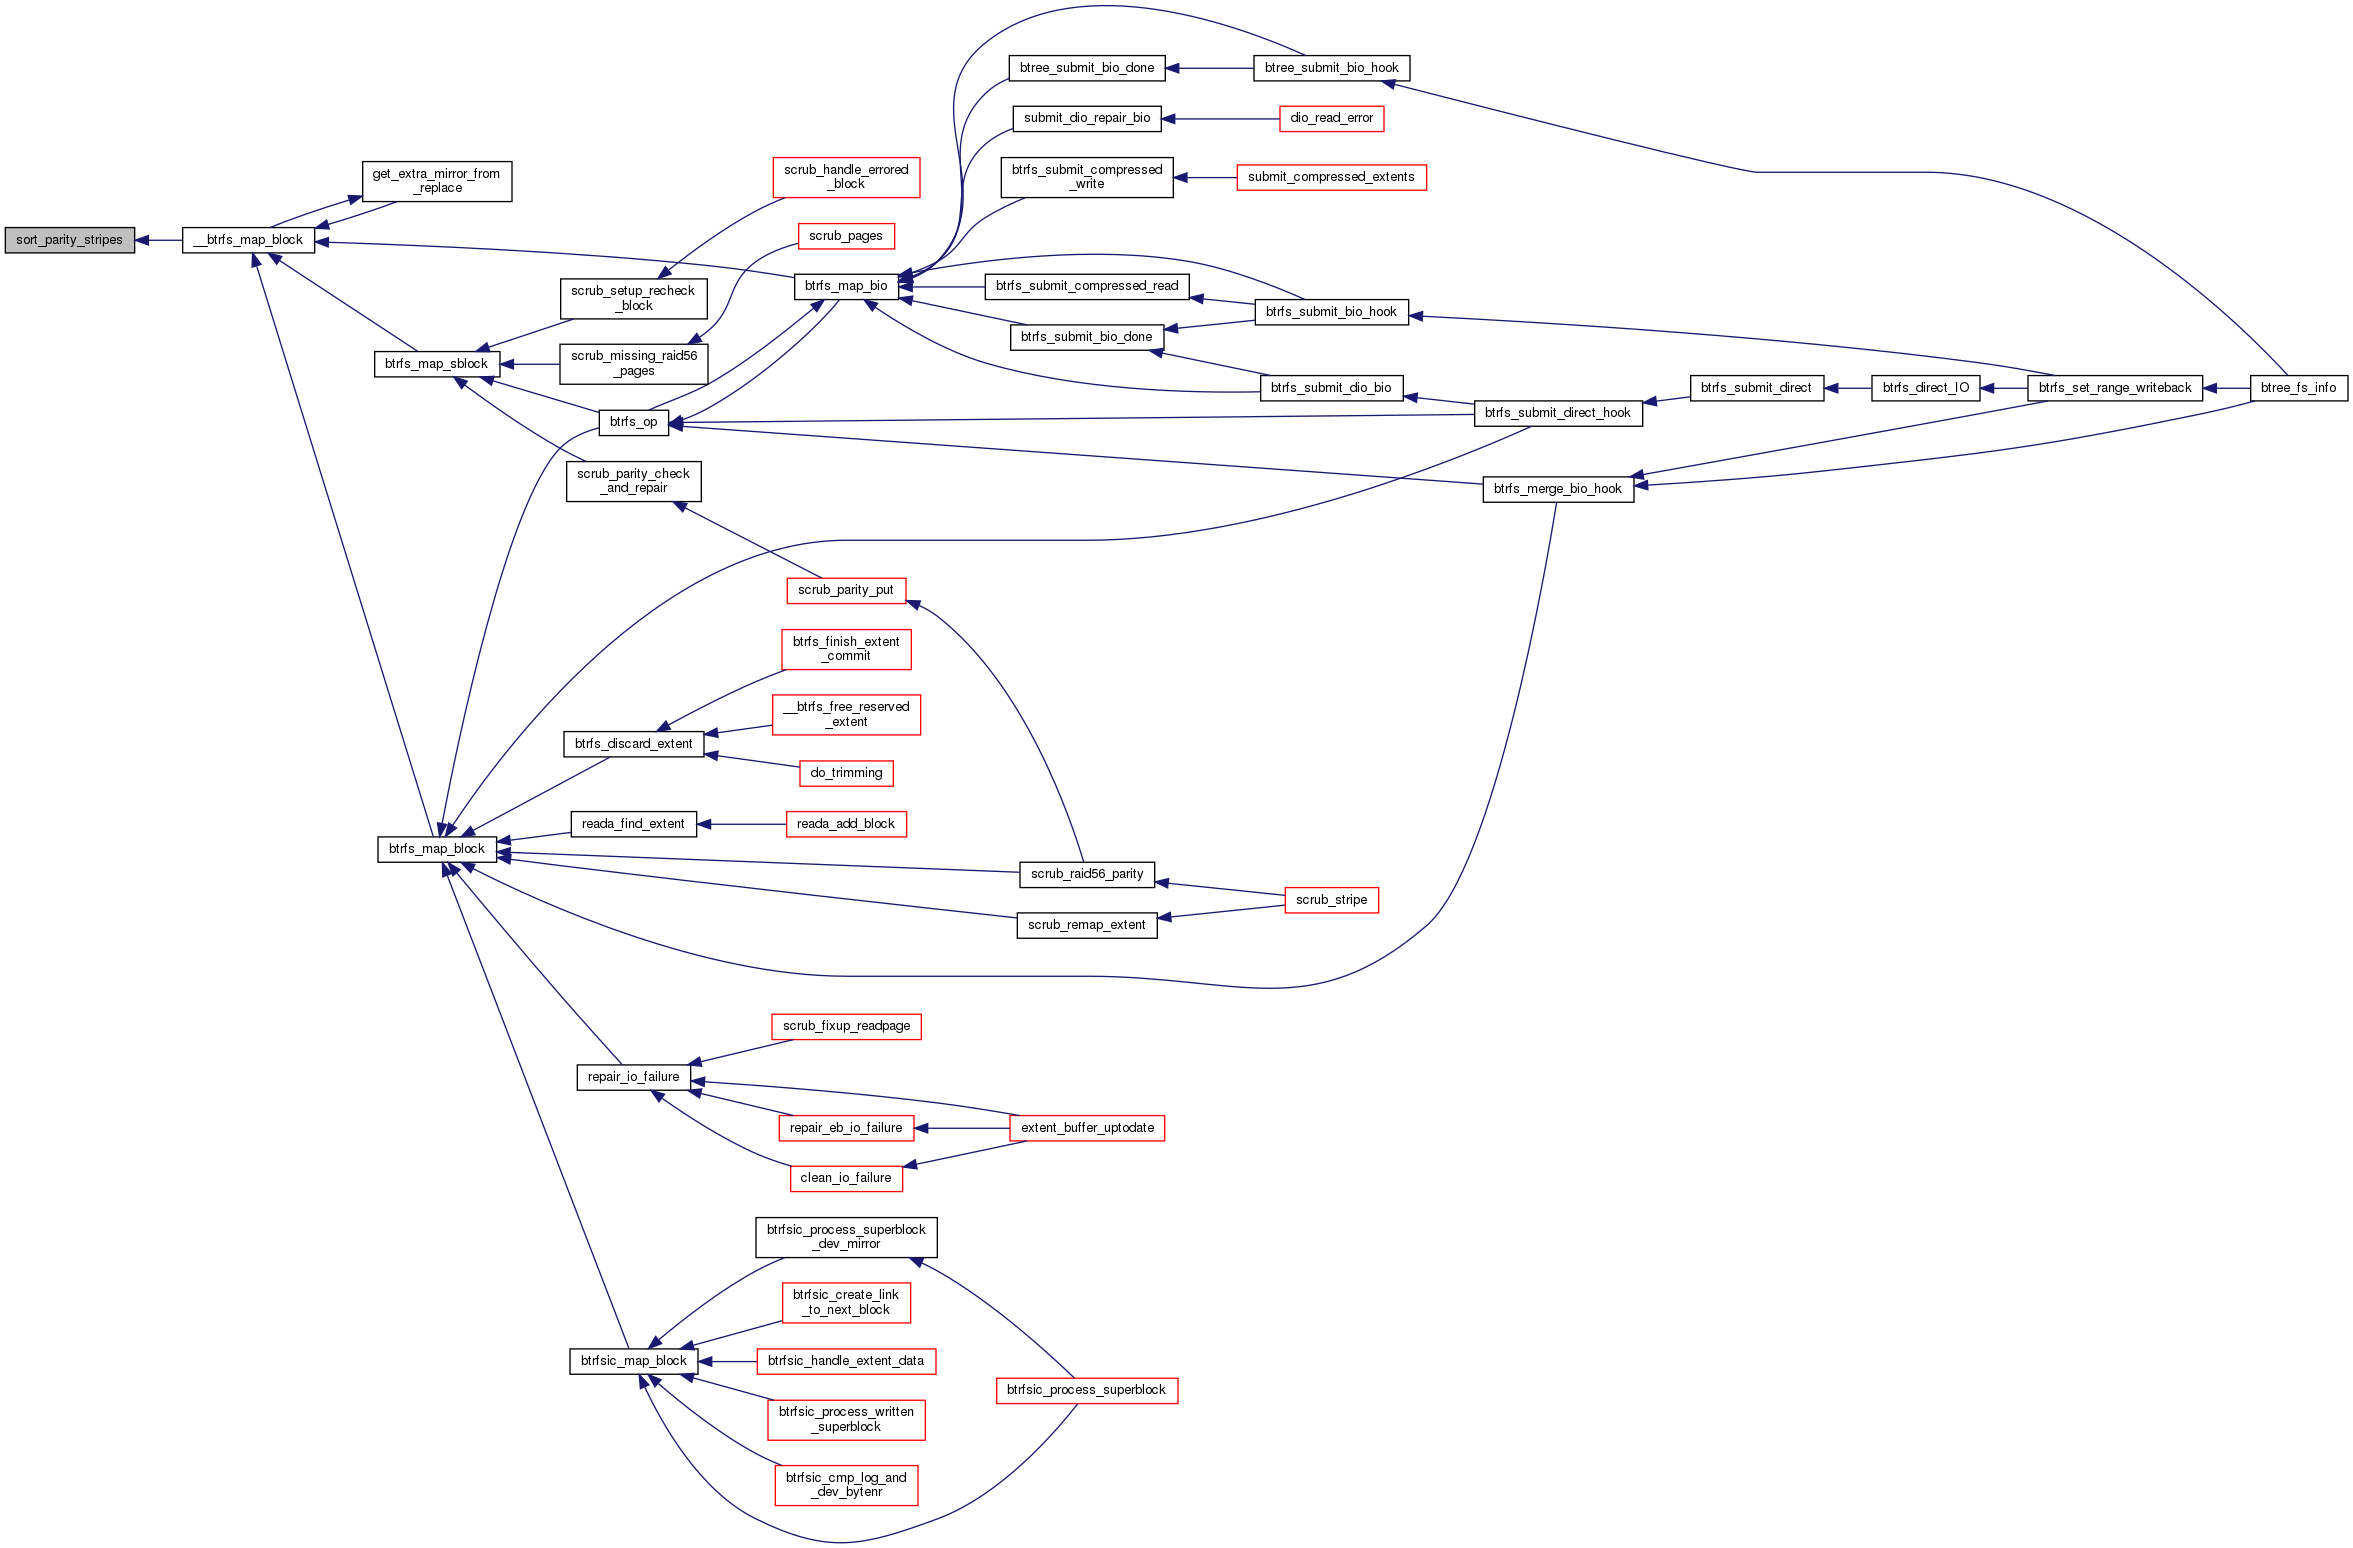 btree_submit_bio_done
btree_submit_bio_hook
submit_dio_repair_bio
dio_read_error
get_extra_mirror_from
_replace
scrub_handle_errored
_block
btrfs_submit_compressed
_write
submit_compressed_extents
sort_parity_stripes
__btrfs_map_block
scrub_pages
scrub_setup_recheck
_block
btrfs_map_bio
btrfs_submit_compressed_read
btrfs_submit_bio_hook
btrfs_submit_bio_done
btrfs_map_sblock
scrub_missing_raid56
_pages
btrfs_submit_dio_bio
btrfs_submit_direct
btrfs_direct_IO
btrfs_set_range_writeback
btree_fs_info
btrfs_op
btrfs_submit_direct_hook
scrub_parity_check
_and_repair
btrfs_merge_bio_hook
scrub_parity_put
btrfs_finish_extent
_commit
__btrfs_free_reserved
_extent
btrfs_discard_extent
do_trimming
reada_find_extent
reada_add_block
btrfs_map_block
scrub_raid56_parity
scrub_stripe
scrub_remap_extent
scrub_fixup_readpage
repair_io_failure
repair_eb_io_failure
extent_buffer_uptodate
clean_io_failure
btrfsic_process_superblock
_dev_mirror
btrfsic_create_link
_to_next_block
btrfsic_map_block
btrfsic_handle_extent_data
btrfsic_process_superblock
btrfsic_process_written
_superblock
btrfsic_cmp_log_and
_dev_bytenr